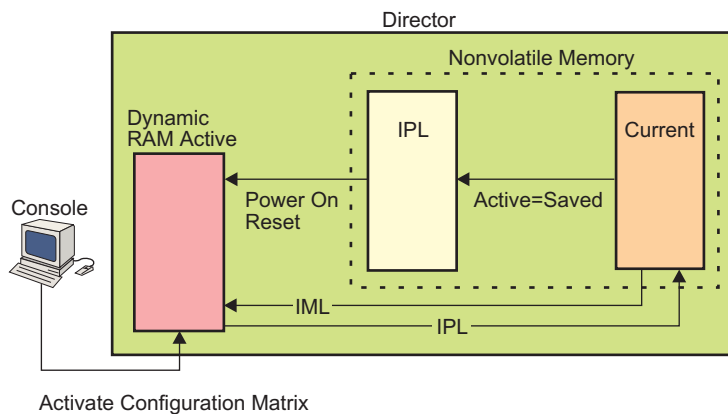 Director
Nonvolatile Memory
Dynamic
RAM Active
IPL
Current
Power On
Reset
Active=Saved
Console
IML
IPL
Activate Configuration Matrix